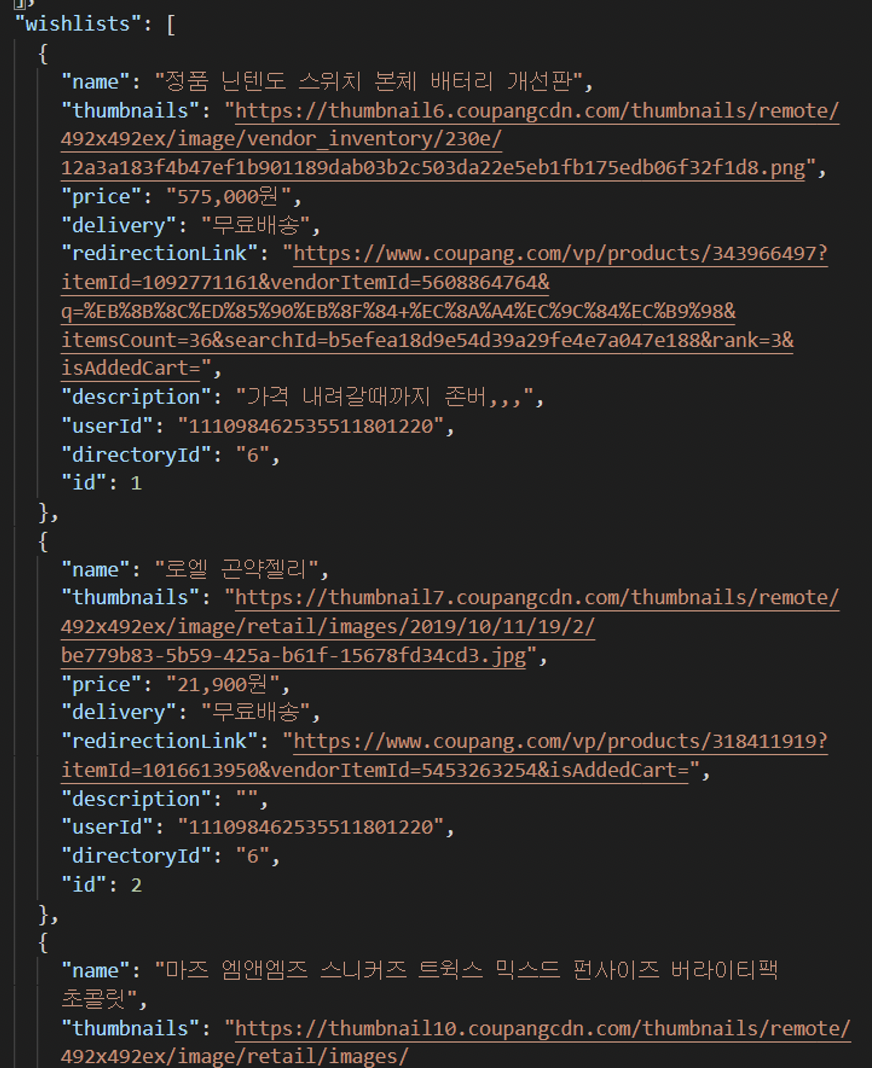 ],
"wishlists": [
{
"name": "정품 닌텐도 스위치 본체 배터리 개선판",
"thumbnails": "https://thumbnail6.coupangcdn.com/thumbnails/remote/
492x492ex/image/vendor_inventory/230e/
12a3a183f4b47ef1b901189dab03b2c503da22e5eb1fb175edb06f32f1d8.png",
"price": "575,000원",
"delivery": "무료배송",
"redirectionLink": "https://www.coupang.com/vp/products/343966497?
itemId=1092771161&vendorItemId=5608864764&
q=%EB%8B%8C%ED%85%90%EB%8F%84+%EC%8A%A4%EC%9C%84%EC%B9%98&
itemsCount=36&searchId=b5efea18d9e54d39a29fe4e7a047e188&rank=3&
isAddedCart=",
"description": "가격 내려갈때까지 존버,,,",
"userId": "111098462535511801220",
"directoryId": "6",
"id": 1
},
{
"name": "로엘 곤약젤리",
"thumbnails": "https://thumbnail7.coupangcdn.com/thumbnails/remote/
492x492ex/image/retail/images/2019/10/11/19/2/
be779b83-5b59-425a-b61f-15678fd34cd3.jpg",
"price": "21,900원",
"delivery": "무료배송",
"redirectionLink": "https://www.coupang.com/vp/products/318411919?
itemId=1016613950&vendorItemId=5453263254&isAddedCart=",
"description": "",
"userId": "111098462535511801220",
"directoryId": "6",
"id": 2
},
{
"name": "마즈 엠앤엠즈 스니커즈 트윅스 믹스드 펀사이즈 버라이티팩
초콜릿",
"thumbnails": "https://thumbnail10.coupangcdn.com/thumbnails/remote/
492x492ex/image/retail/images/